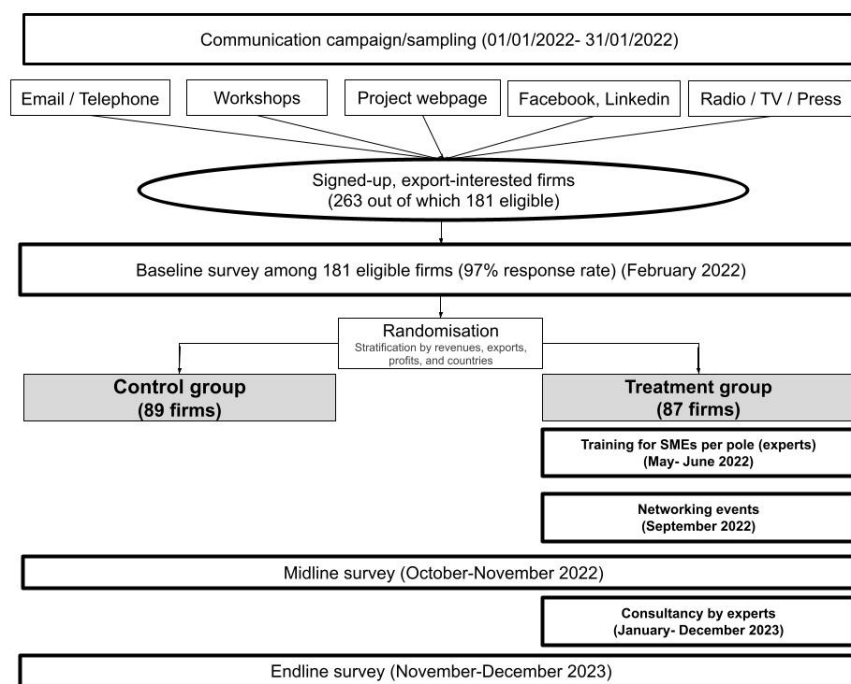 Communication campaign/sampling (01/01/2022- 31/01/2022)
Email / Telephone
Workshops
Project webpage
Facebook, Linkedin
Radio / TV / Press
Signed-up, export-interested firms
(263 out of which 181 eligible)
Baseline survey among 181 eligible firms (97% response rate) (February 2022)
Randomisation
Stratification by revenues, exports,
profits, and countries
Control group
(89 firms)
Treatment group
(87 firms)
Training for SMEs per pole (experts)
(May- June 2022)
Networking events
(September 2022)
Midline survey (October-November 2022)
Consultancy by experts
(January- December 2023)
Endline survey (November-December 2023)